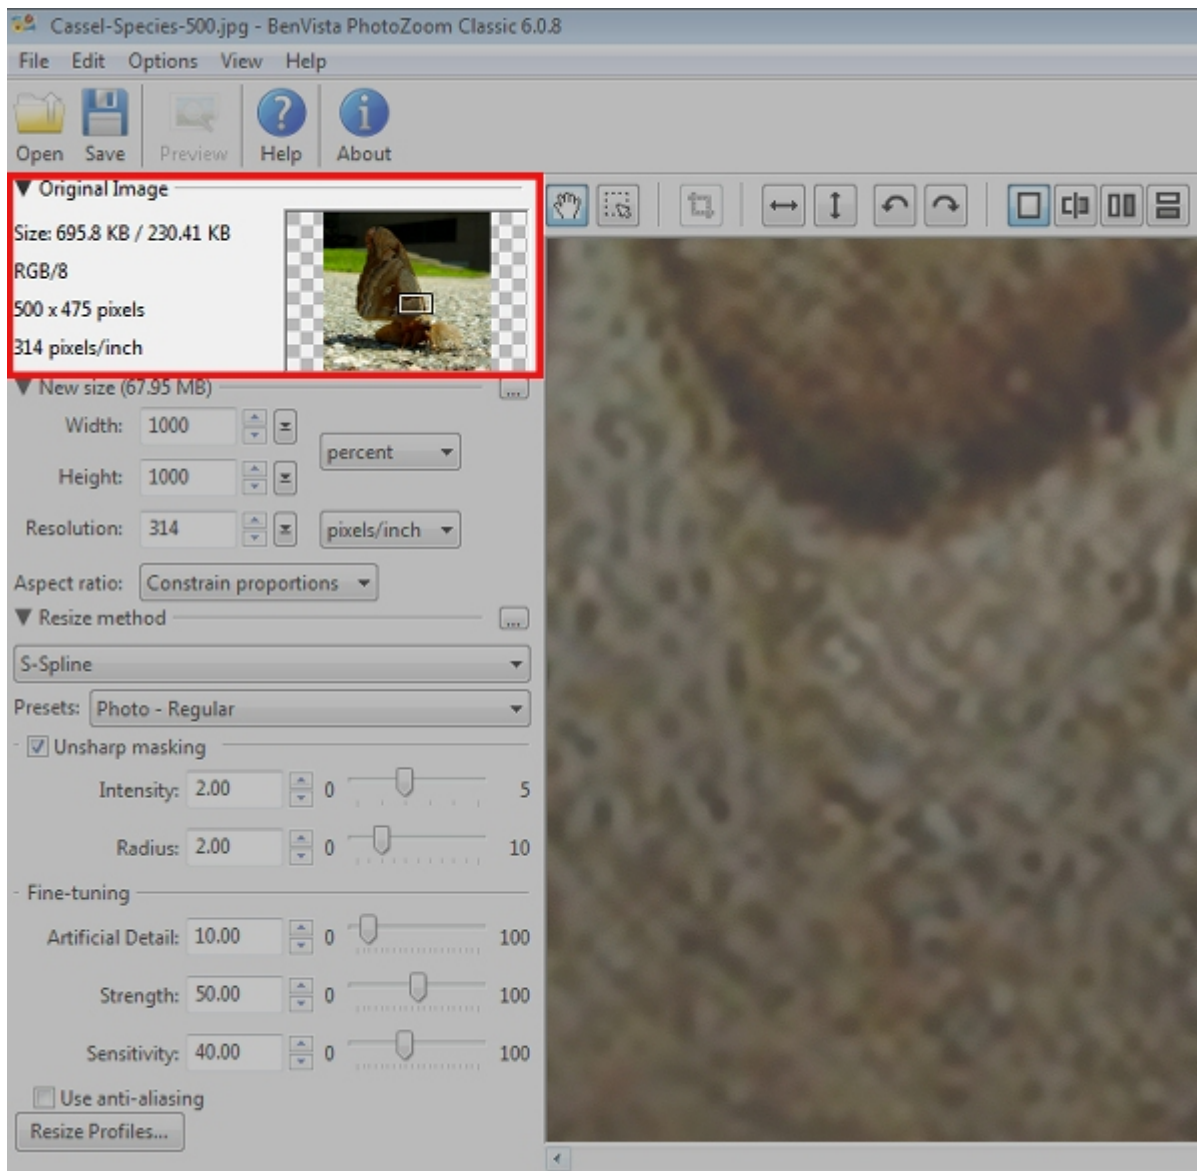 Cassel-Species-500.jpg - BenVista PhotoZoom Classic 6.0.8
File Edit Options View Help
Open Save Preview Help About
Original Image
Size: 695.8 KB / 230.41 KB
RGB/8
500 x 475 pixels
314 pixels/inch
New size (67.95 MB) ...
Width: 1000
percent
Height: 1000
Resolution: 314 pixels/inch
Aspect ratio: Constrain proportions
Resize method ...
S-Spline
Presets: Photo - Regular
Unsharp masking
Intensity: 2.00 0 5
Radius: 2.00 0 10
Fine-tuning
Artificial Detail: 10.00 0 100
Strength: 50.00 0 100
Sensitivity: 40.00 0 100
Use anti-aliasing
Resize Profiles...